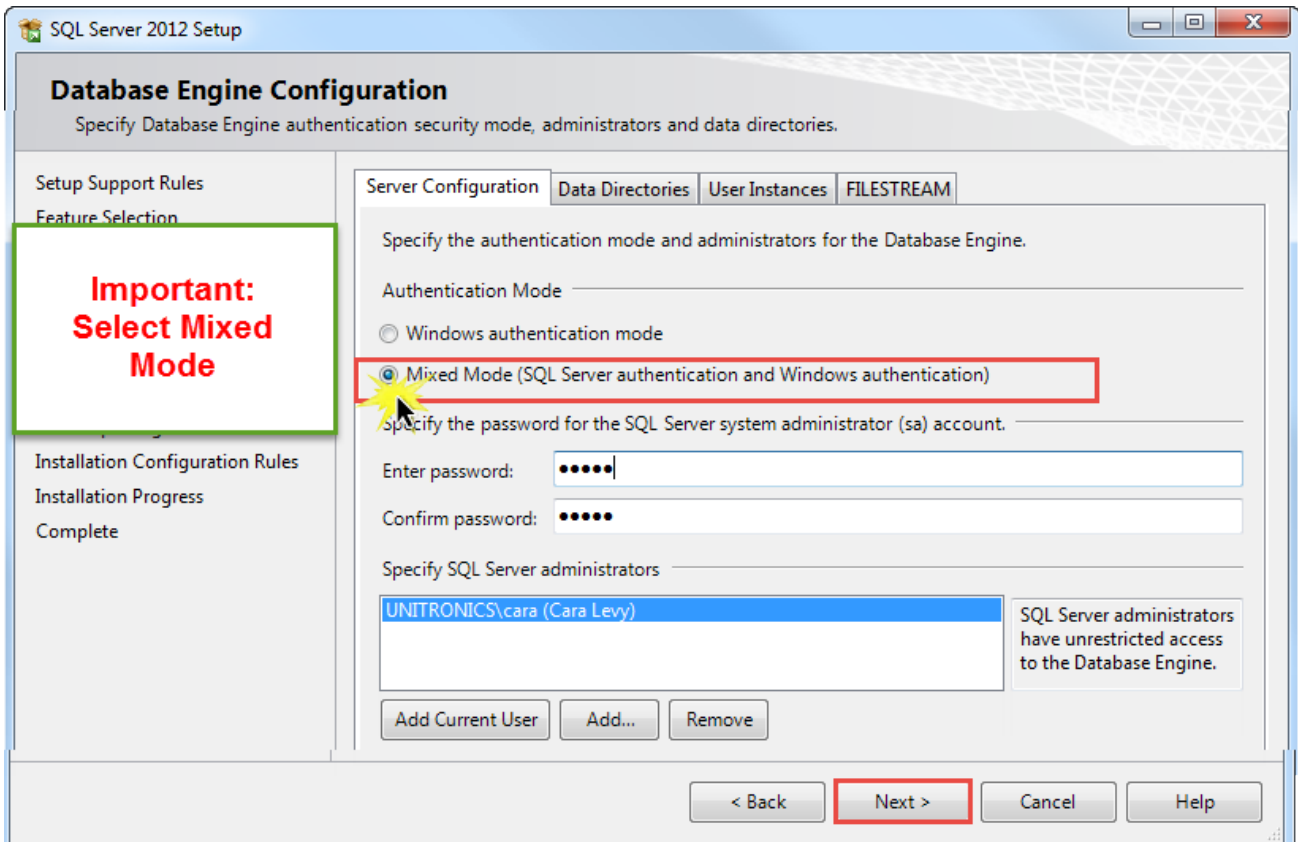 SQL Server 2012 Setup
Database Engine Configuration
Specify Database Engine authentication security mode, administrators and data directories.
Setup Support Rules
Feature Selection
Important:
Select Mixed
Mode
Installation Configuration Rules
Installation Progress
Complete
Server Configuration
Data Directories
User Instances
FILESTREAM
Specify the authentication mode and administrators for the Database Engine.
Authentication Mode
Windows authentication mode
Mixed Mode (SQL Server authentication and Windows authentication)
Specify the password for the SQL Server system administrator (sa) account.
Enter password: •••••
Confirm password: •••••
Specify SQL Server administrators
UNITRONICS\cara (Cara Levy)
SQL Server administrators
have unrestricted access
to the Database Engine.
Add Current User
Add...
Remove
< Back
Next >
Cancel
Help